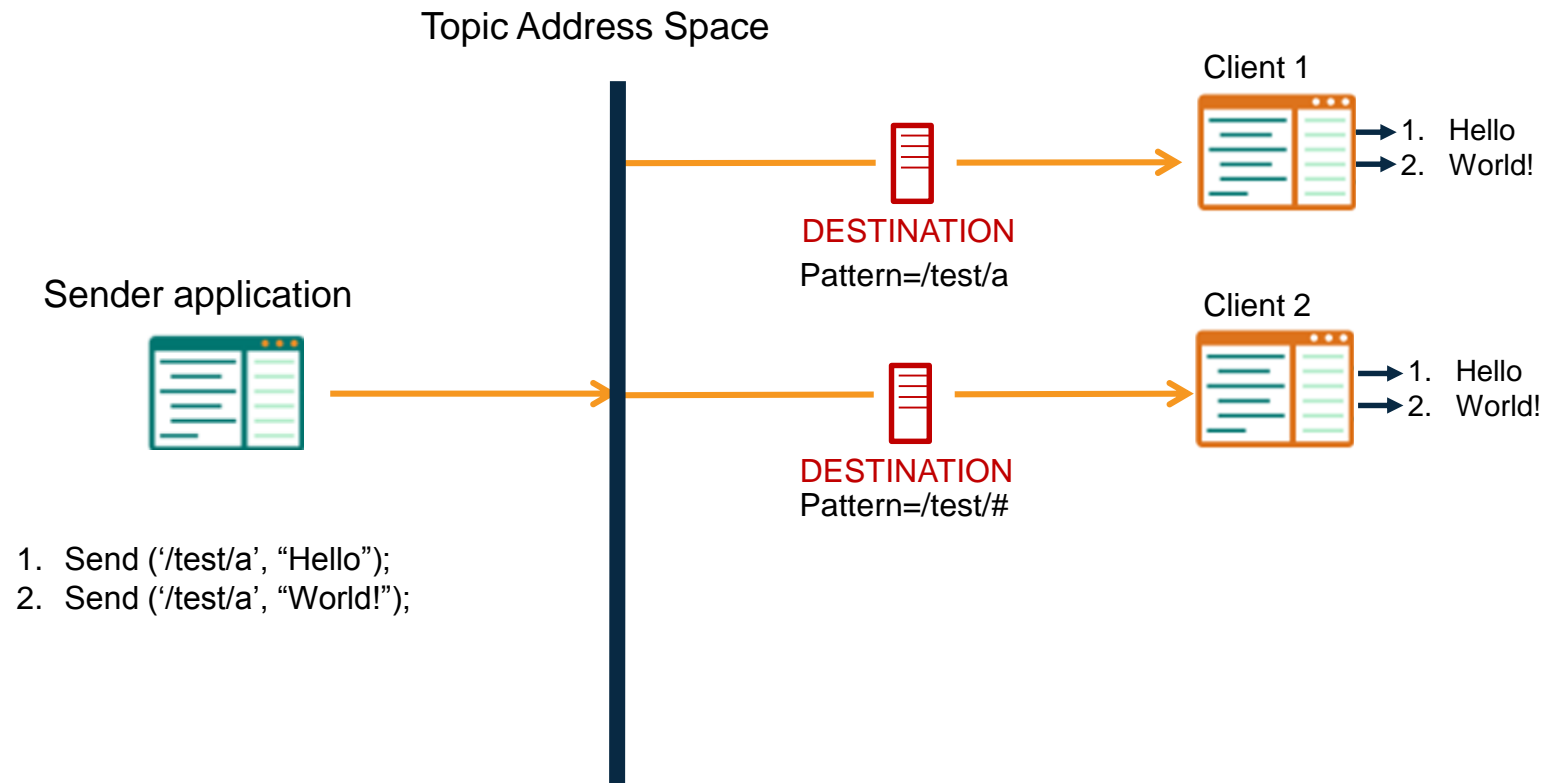 Topic Address Space
Client 1
1. Hello
2. World!
DESTINATION
Pattern=/test/a
Sender application
Client 2
1. Hello
2. World!
DESTINATION
Pattern=/test/#
1. Send (‘/test/a’, “Hello”);
2. Send (‘/test/a’, “World!”);